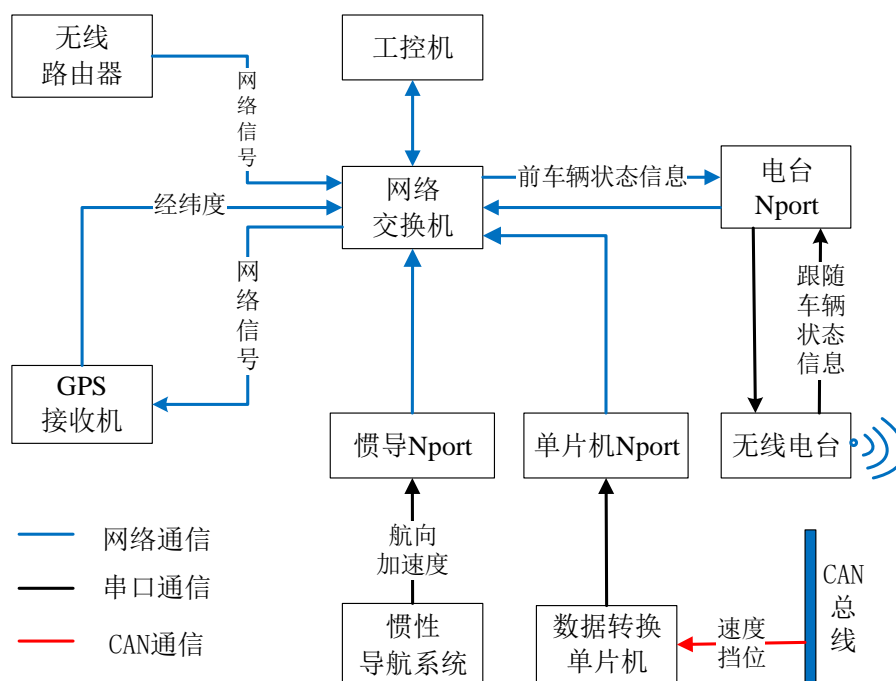 无线
路由器
工控机
网
络
信
号
网络
交换机
前车辆状态信息
电台
Nport
经纬度
网
络
信
号
跟随
车辆
状态
信息
GPS
接收机
惯导Nport
单片机Nport
无线电台
网络通信
串口通信
CAN通信
航向
加速度
惯性
导航系统
数据转换
单片机
速度
挡位
CAN
总
线